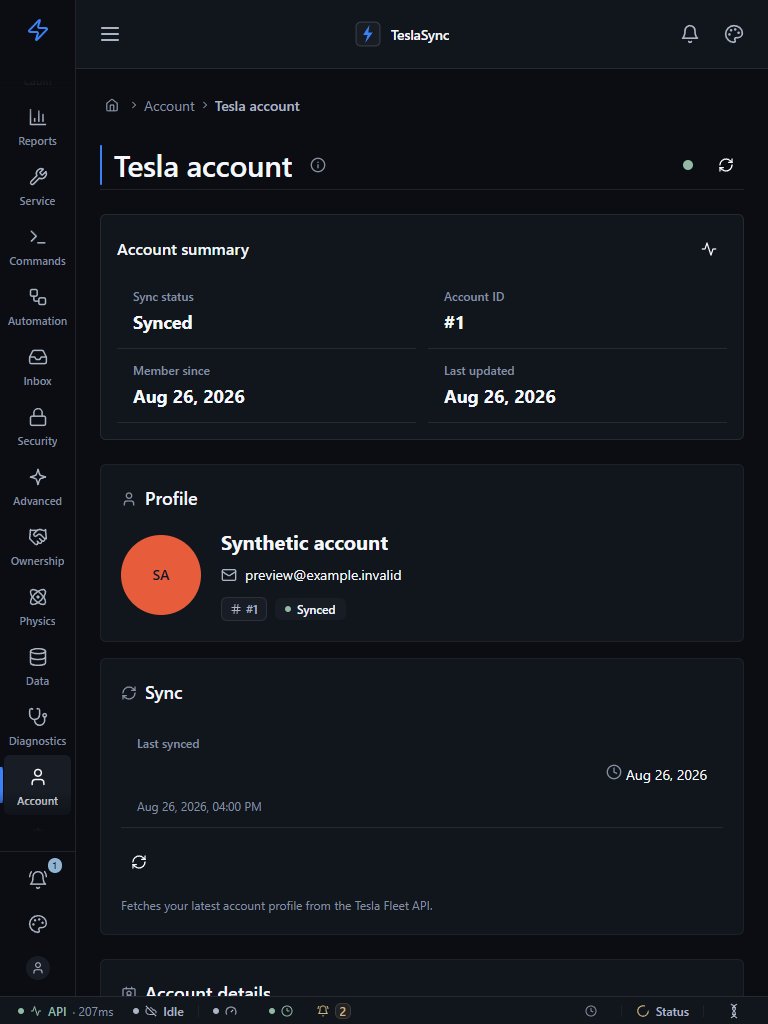 TeslaSync
Account
Tesla account
Tesla account
Reports
Service
Commands
Automation
Inbox
Security
Advanced
Ownership
Physics
Data
Diagnostics
Account
1
Account summary
Sync status
Synced
Account ID
#1
Member since
Aug 26, 2026
Last updated
Aug 26, 2026
Profile
SA
Synthetic account
preview@example.invalid
#1
Synced
Sync
Last synced
Aug 26, 2026
Aug 26, 2026, 04:00 PM
Fetches your latest account profile from the Tesla Fleet API.
Account details
API · 207ms
Idle
2
Status